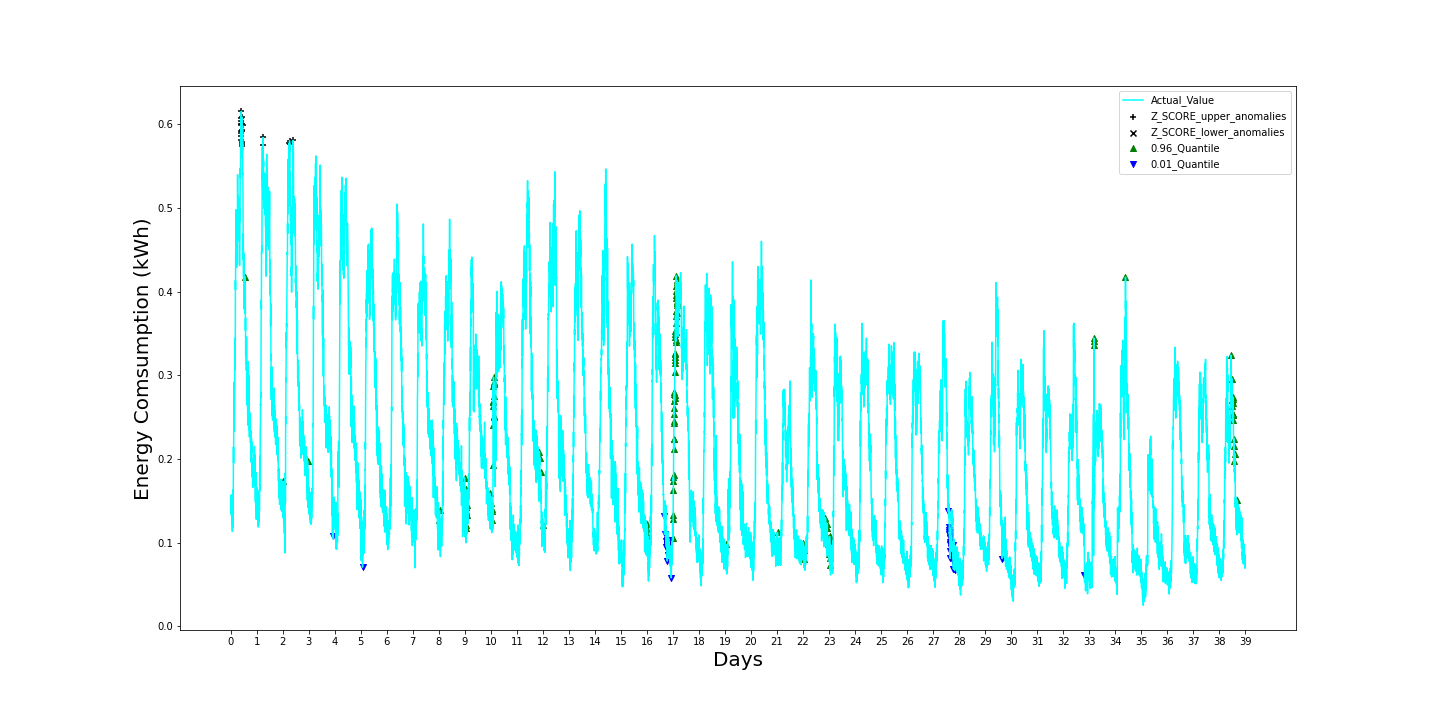 Actual_Value
Z_SCORE_upper_anomalies
Z_SCORE_lower_anomalies
0.96_Quantile
0.01_Quantile
0.6
0.5
0.4
0.3
0.2
0.1
0.0
Energy Comsumption (kWh)
0 1 2 3 4 5 6 7 8 9 10 11 12 13 14 15 16 17 18 19 20 21 22 23 24 25 26 27 28 29 30 31 32 33 34 35 36 37 38 39
Days